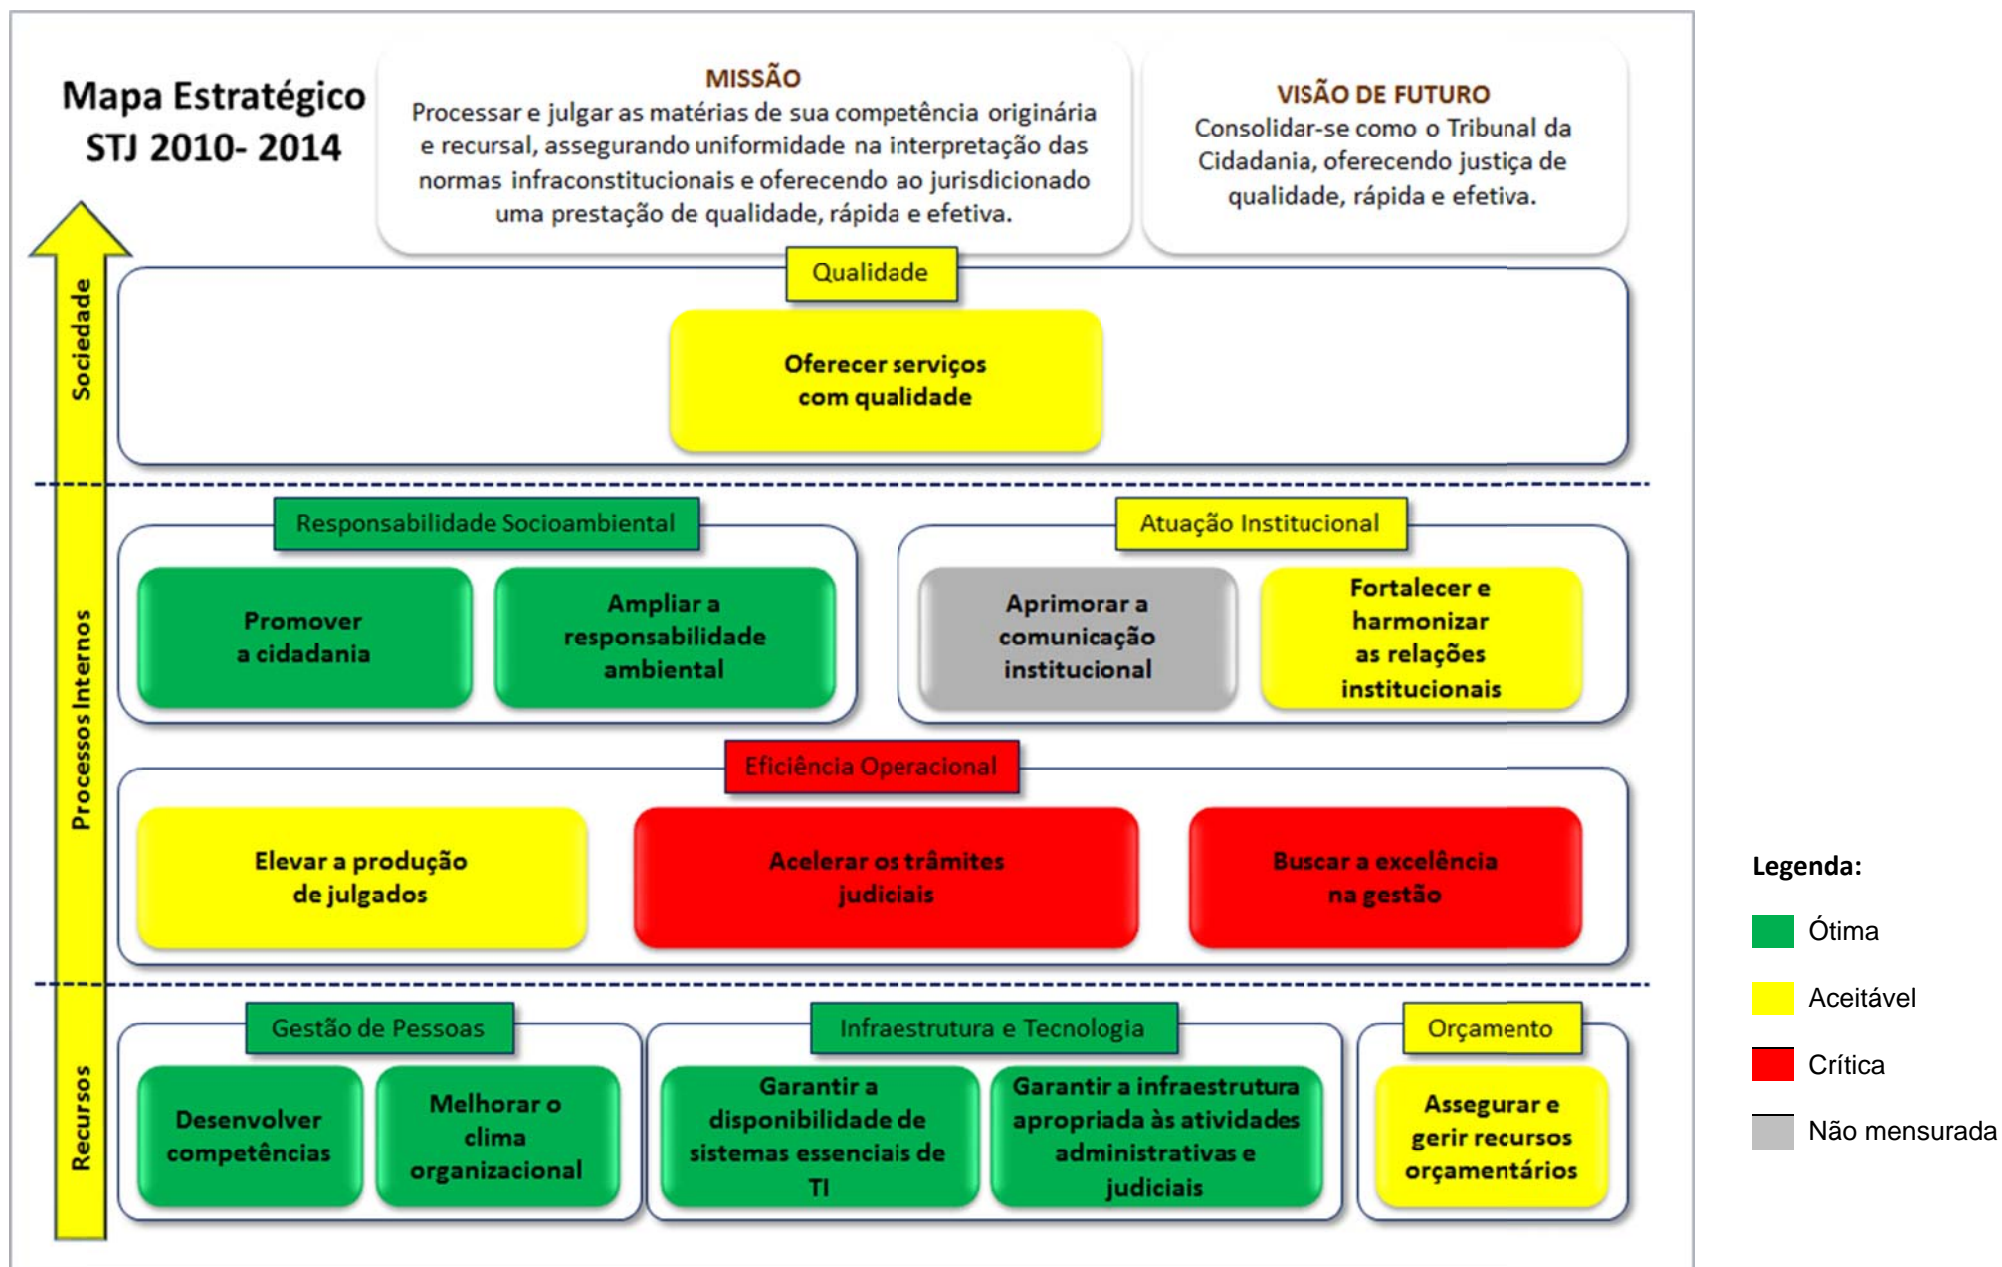 Mapa Estratégico
STJ 2010- 2014
MISSÃO
Processar e julgar as matérias de sua competência originária
e recursal, assegurando uniformidade na interpretação das
normas infraconstitucionais e oferecendo ao jurisdicionado
uma prestação de qualidade, rápida e efetiva.
VISÃO DE FUTURO
Consolidar-se como o Tribunal da
Cidadania, oferecendo justiça de
qualidade, rápida e efetiva.
Sociedade
Qualidade
Oferecer serviços
com qualidade
Processos Internos
Responsabilidade Socioambiental
Promover
a cidadania
Ampliar a
responsabilidade
ambiental
Atuação Institucional
Aprimorar a
comunicação
institucional
Fortalecer e
harmonizar
as relações
institucionais
Eficiência Operacional
Elevar a produção
de julgados
Acelerar os trâmites
judiciais
Buscar a excelência
na gestão
Recursos
Gestão de Pessoas
Desenvolver
competências
Melhorar o
clima
organizacional
Infraestrutura e Tecnologia
Garantir a
disponibilidade de
sistemas essenciais de
TI
Garantir a infraestrutura
apropriada às atividades
administrativas e
judiciais
Orçamento
Assegurar e
gerir recursos
orçamentários
Legenda:
Ótima
Aceitável
Crítica
Não mensurada